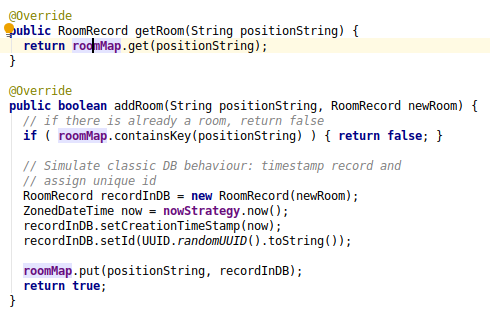 @Override
public RoomRecord getRoom(String positionString) {
  return roomMap.get(positionString);
}

@Override
public boolean addRoom(String positionString, RoomRecord newRoom) {
  // if there is already a room, return false
  if ( roomMap.containsKey(positionString) ) { return false; }

  // Simulate classic DB behaviour: timestamp record and
  // assign unique id
  RoomRecord recordInDB = new RoomRecord(newRoom);
  ZonedDateTime now = nowStrategy.now();
  recordInDB.setCreationTimeStamp(now);
  recordInDB.setId(UUID.randomUUID().toString());

  roomMap.put(positionString, recordInDB);
  return true;
}